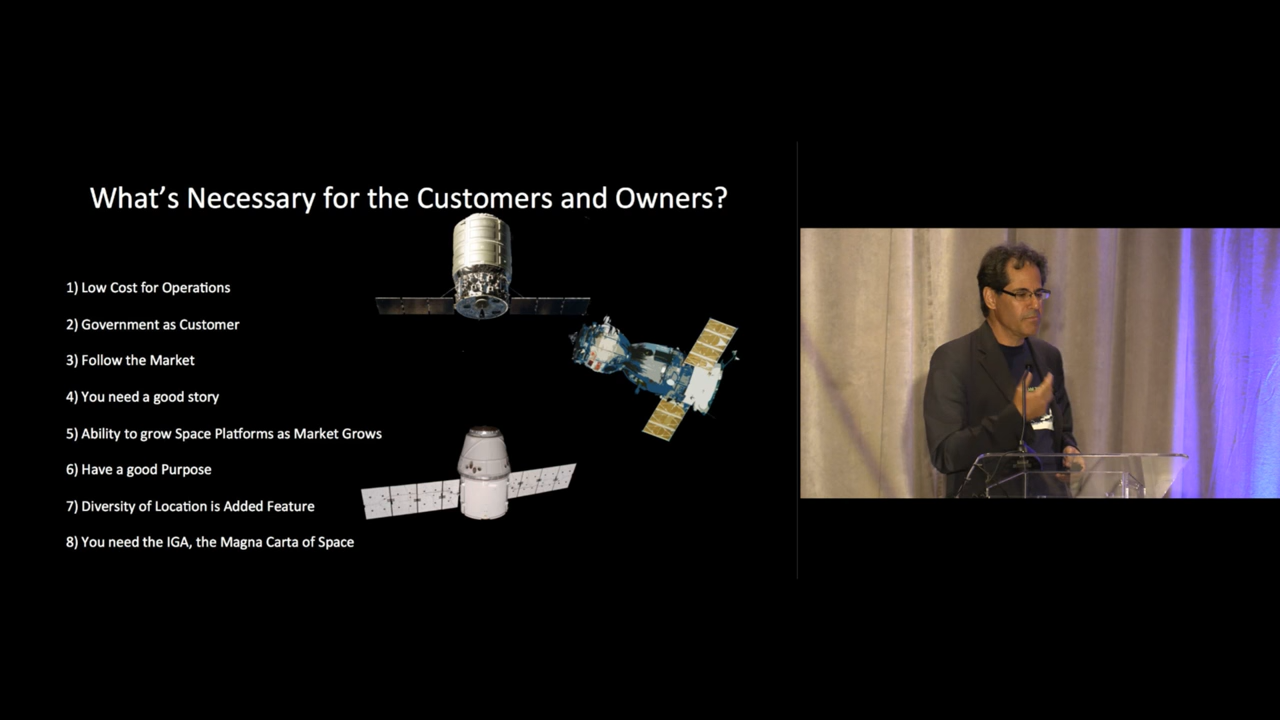 What's Necessary for the Customers and Owners?
1) Low Cost for Operations
2) Government as Customer
3) Follow the Market
4) You need a good story
5) Ability to grow Space Platforms as Market Grows
6) Have a good Purpose
7) Diversity of Location is Added Feature
8) You need the IGA, the Magna Carta of Space